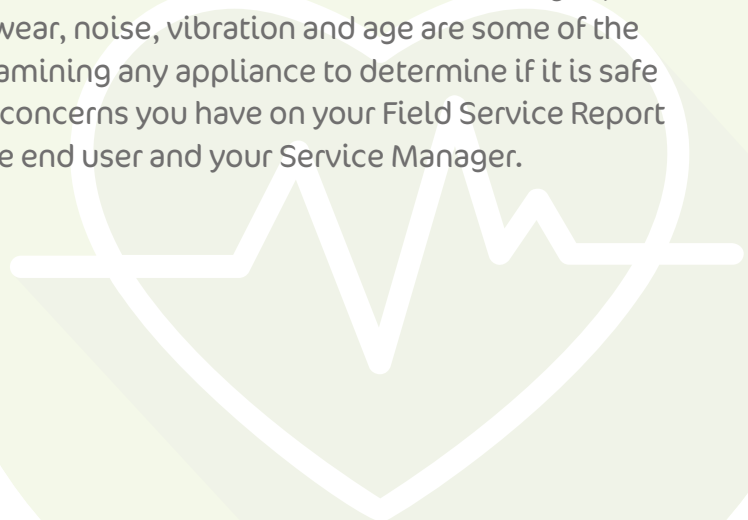 wear, noise, vibration and age are some of the
amining any appliance to determine if it is safe
concerns you have on your Field Service Report
e end user and your Service Manager.